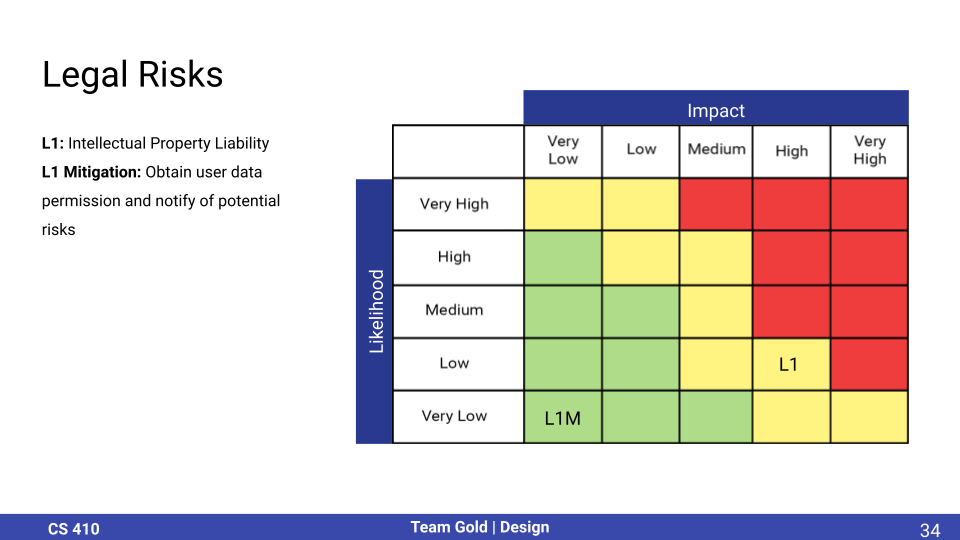 Legal Risks
L1: Intellectual Property Liability
L1 Mitigation: Obtain user data
permission and notify of potential
risks
Impact
Very Low
Low
Medium
High
Very High
Likelihood
Very High
High
Medium
Low
L1
Very Low
L1M
CS 410
Team Gold | Design
34